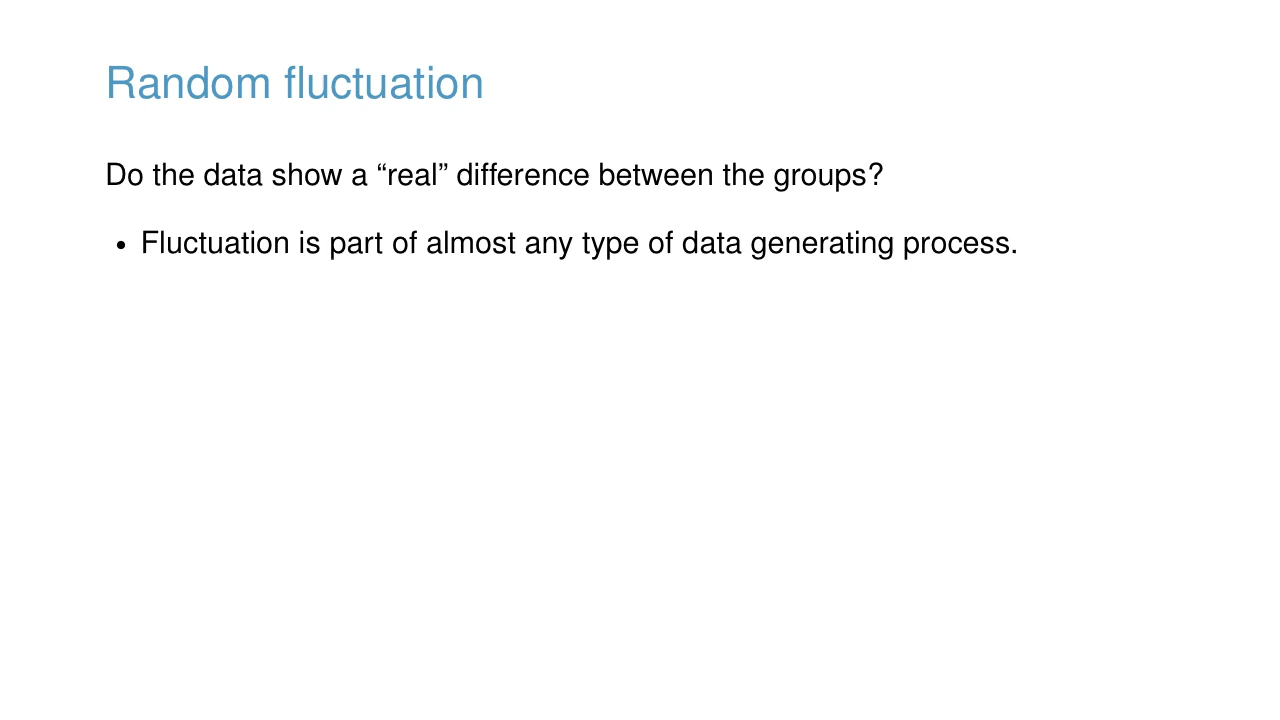 Random fluctuation
Do the data show a “real” difference between the groups?
• Fluctuation is part of almost any type of data generating process.